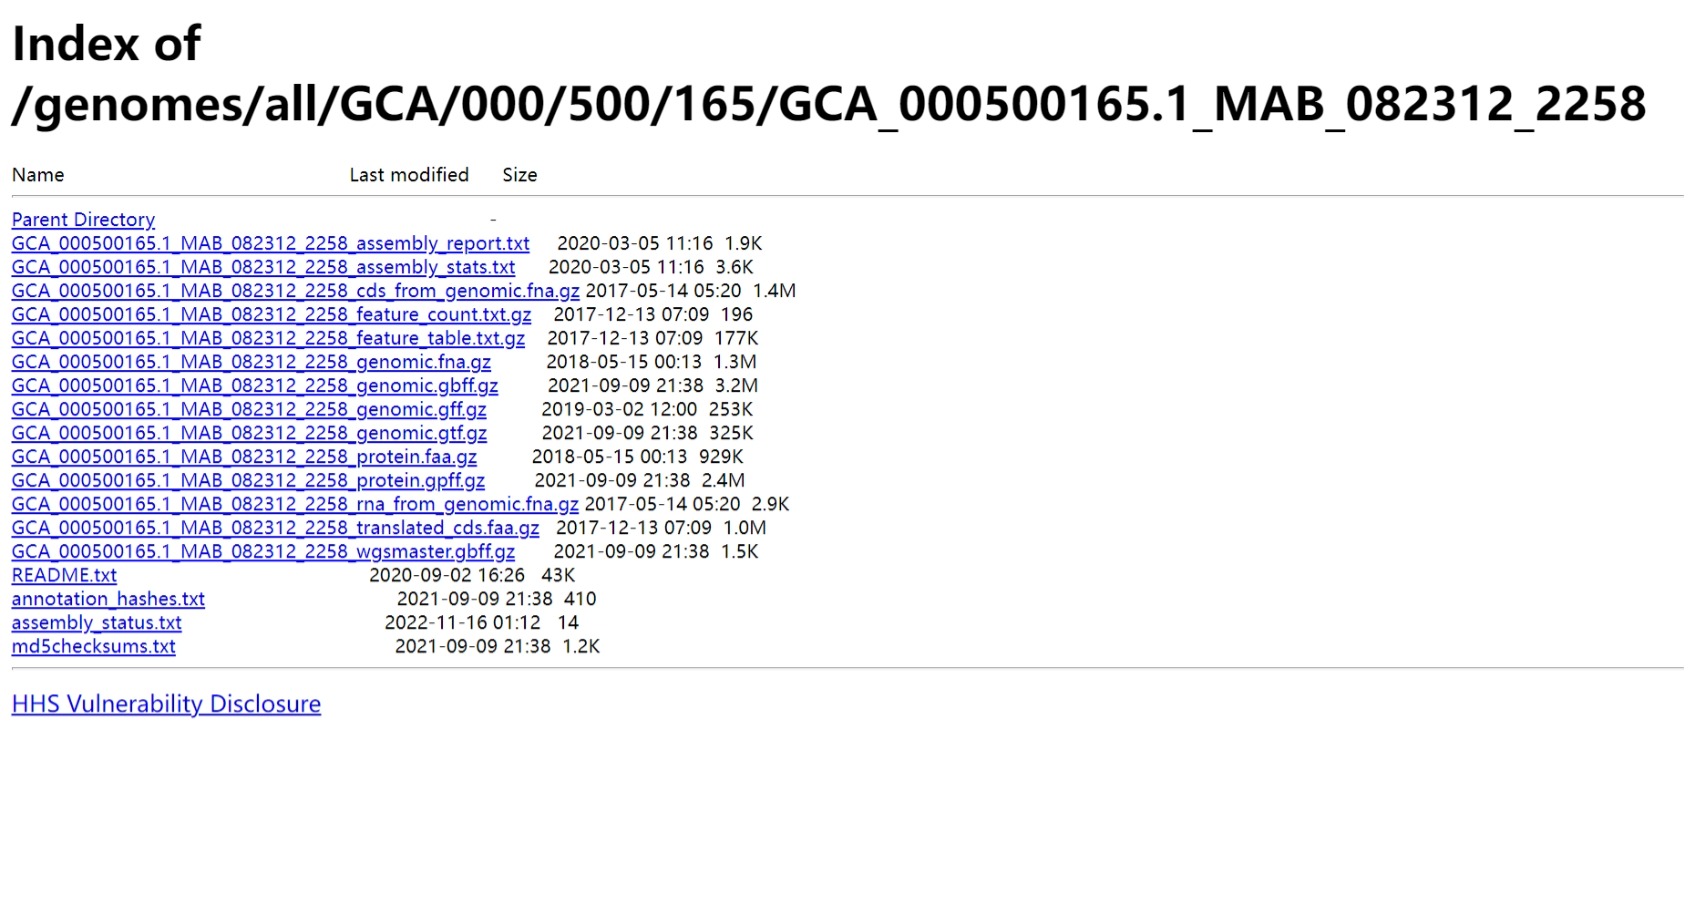 Index of
/genomes/all/GCA/000/500/165/GCA_000500165.1_MAB_082312_2258
Name Last modified Size
Parent Directory -
GCA_000500165.1_MAB_082312_2258_assembly_report.txt 2020-03-05 11:16 1.9K
GCA_000500165.1_MAB_082312_2258_assembly_stats.txt 2020-03-05 11:16 3.6K
GCA_000500165.1_MAB_082312_2258_cds_from_genomic.fna.gz 2017-05-14 05:20 1.4M
GCA_000500165.1_MAB_082312_2258_feature_count.txt.gz 2017-12-13 07:09 196
GCA_000500165.1_MAB_082312_2258_feature_table.txt.gz 2017-12-13 07:09 177K
GCA_000500165.1_MAB_082312_2258_genomic.fna.gz 2018-05-15 00:13 1.3M
GCA_000500165.1_MAB_082312_2258_genomic.gbff.gz 2021-09-09 21:38 3.2M
GCA_000500165.1_MAB_082312_2258_genomic.gff.gz 2019-03-02 12:00 253K
GCA_000500165.1_MAB_082312_2258_genomic.gtf.gz 2021-09-09 21:38 325K
GCA_000500165.1_MAB_082312_2258_protein.faa.gz 2018-05-15 00:13 929K
GCA_000500165.1_MAB_082312_2258_protein.gpff.gz 2021-09-09 21:38 2.4M
GCA_000500165.1_MAB_082312_2258_rna_from_genomic.fna.gz 2017-05-14 05:20 2.9K
GCA_000500165.1_MAB_082312_2258_translated_cds.faa.gz 2017-12-13 07:09 1.0M
GCA_000500165.1_MAB_082312_2258_wgsmaster.gbff.gz 2021-09-09 21:38 1.5K
README.txt 2020-09-02 16:26 43K
annotation_hashes.txt 2021-09-09 21:38 410
assembly_status.txt 2022-11-16 01:12 14
md5checksums.txt 2021-09-09 21:38 1.2K
HHS Vulnerability Disclosure